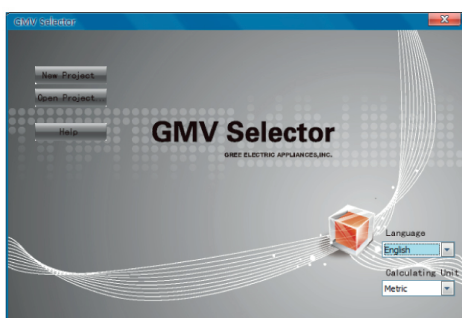 GMV Selector
New Project
Open Project...
Help
GMV Selector
GREE ELECTRIC APPLIANCES,INC.
Language
English
Calculating Unit
Metric